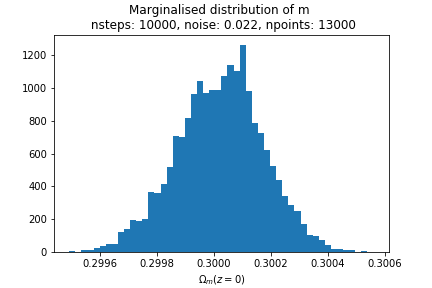 Marginalised distribution of m
nsteps: 10000, noise: 0.022, npoints: 13000
1200
1000
800
600
400
200
0
0.2996 0.2998 0.3000 0.3002 0.3004 0.3006
Ωm(z = 0)